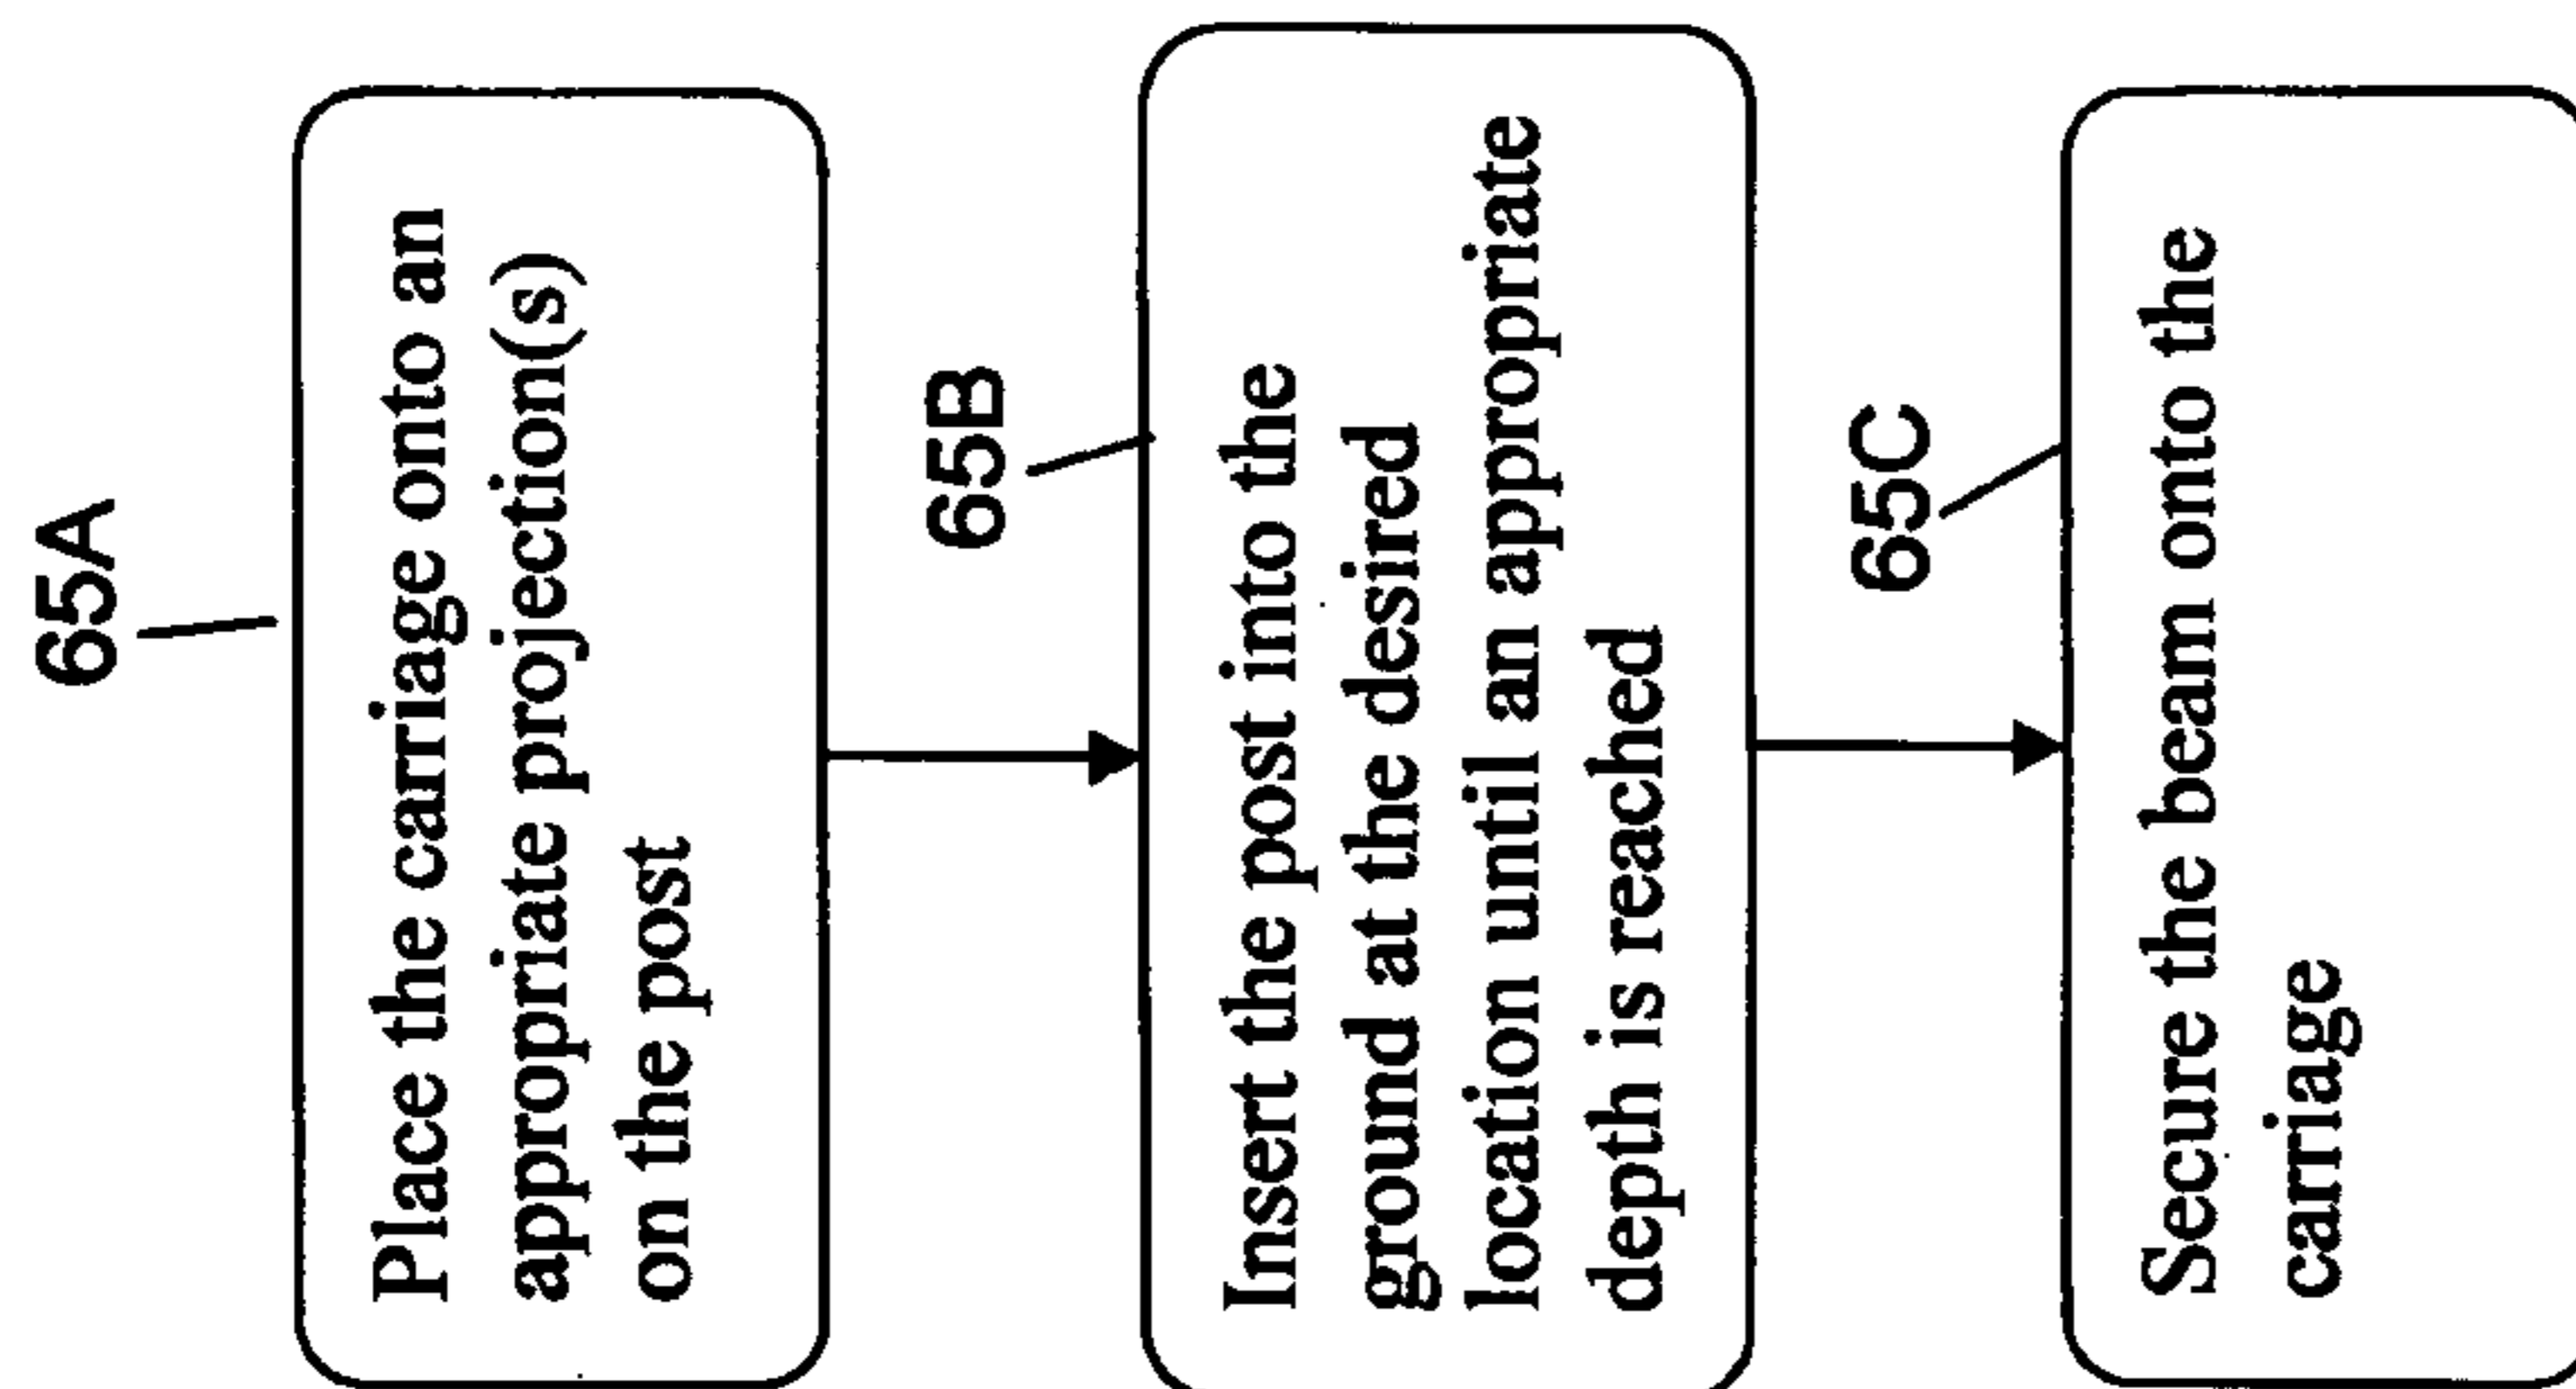 65A
Place the carriage onto an
appropriate projection(s)
on the post
65B
Insert the post into the
ground at the desired
location until an appropriate
depth is reached
65C
Secure the beam onto the
carriage